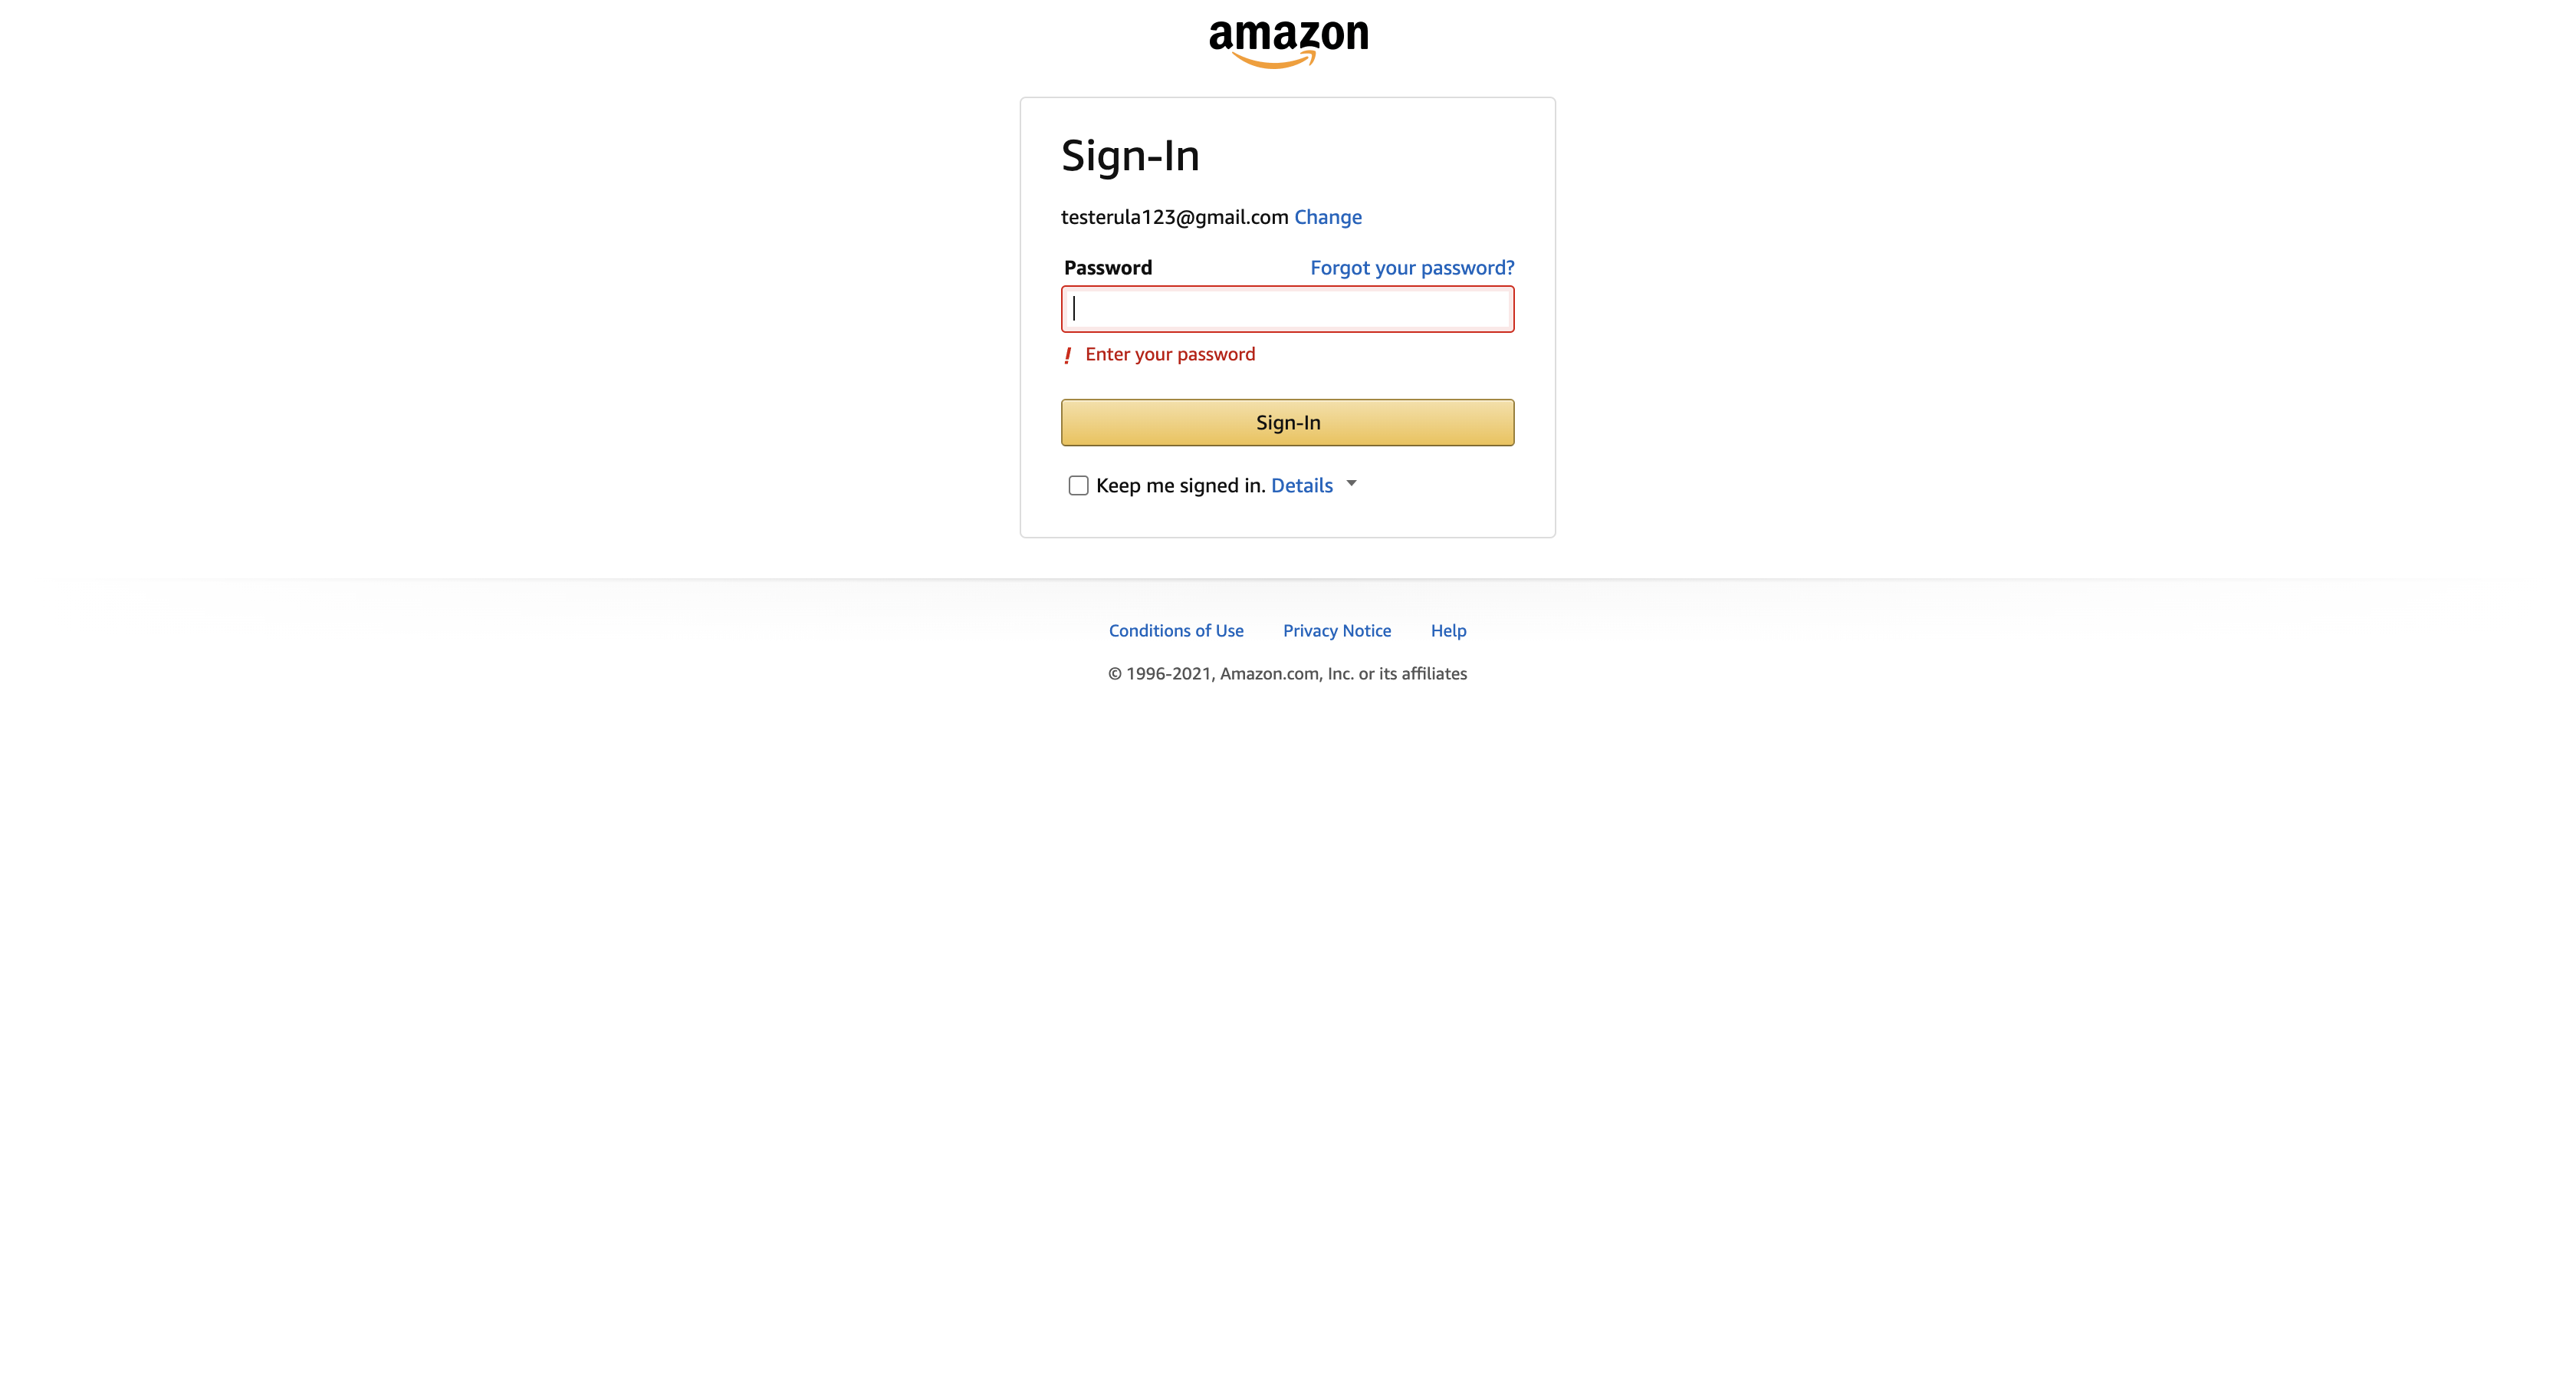 amazon
Sign-In
testerula123@gmail.com Change
Password Forgot your password?
! Enter your password
Sign-In
Keep me signed in. Details
Conditions of Use Privacy Notice Help
© 1996-2021, Amazon.com, Inc. or its affiliates